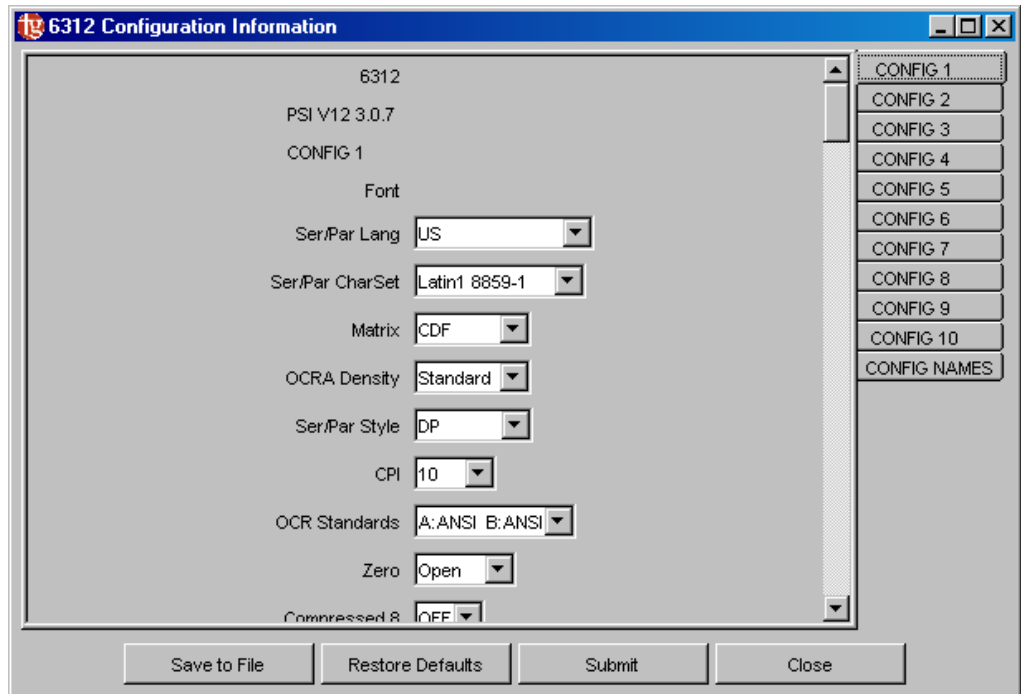 tg 6312 Configuration Information
6312
PSI V12 3.0.7
CONFIG 1
Font
Ser/Par Lang US
Ser/Par CharSet Latin1 8859-1
Matrix CDF
OCRA Density Standard
Ser/Par Style DP
CPI 10
OCR Standards A:ANSI B:ANSI
Zero Open
Compressed 8 OFF
CONFIG 1
CONFIG 2
CONFIG 3
CONFIG 4
CONFIG 5
CONFIG 6
CONFIG 7
CONFIG 8
CONFIG 9
CONFIG 10
CONFIG NAMES
Save to File Restore Defaults Submit Close